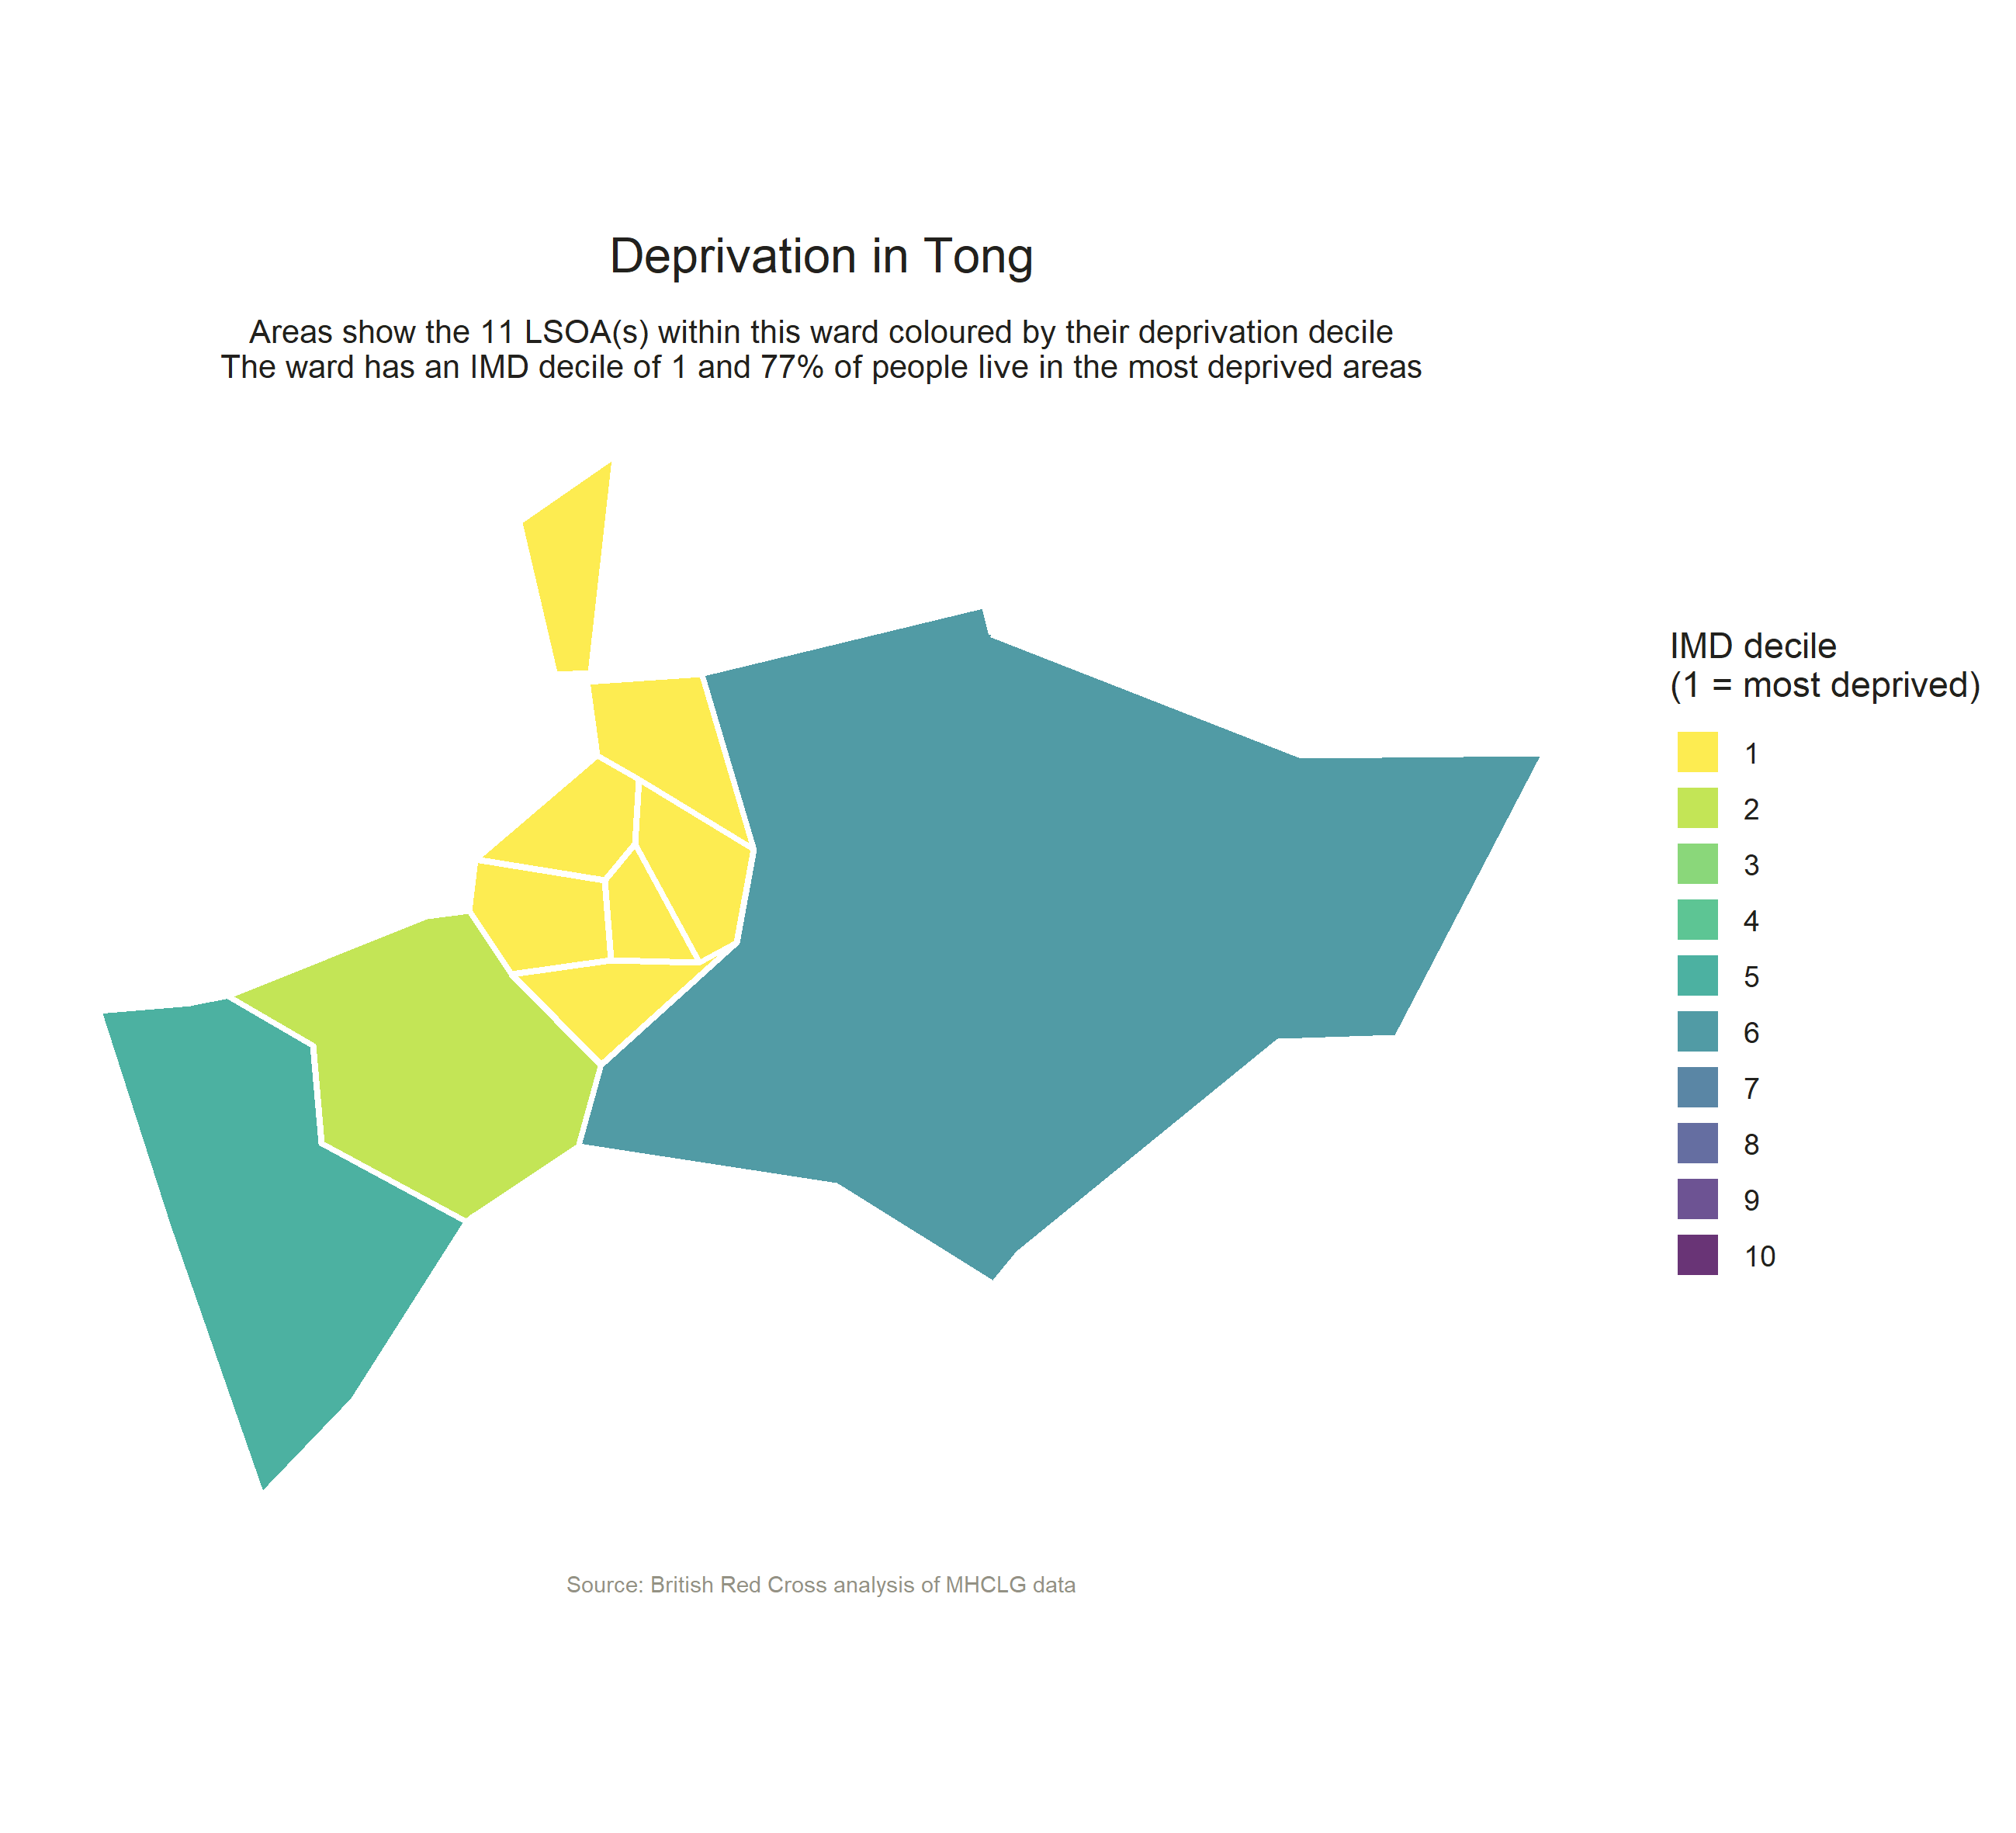 Deprivation in Tong
Areas show the 11 LSOA(s) within this ward coloured by their deprivation decile
The ward has an IMD decile of 1 and 77% of people live in the most deprived areas
IMD decile
(1 = most deprived)
1
2
3
4
5
6
7
8
9
10
Source: British Red Cross analysis of MHCLG data